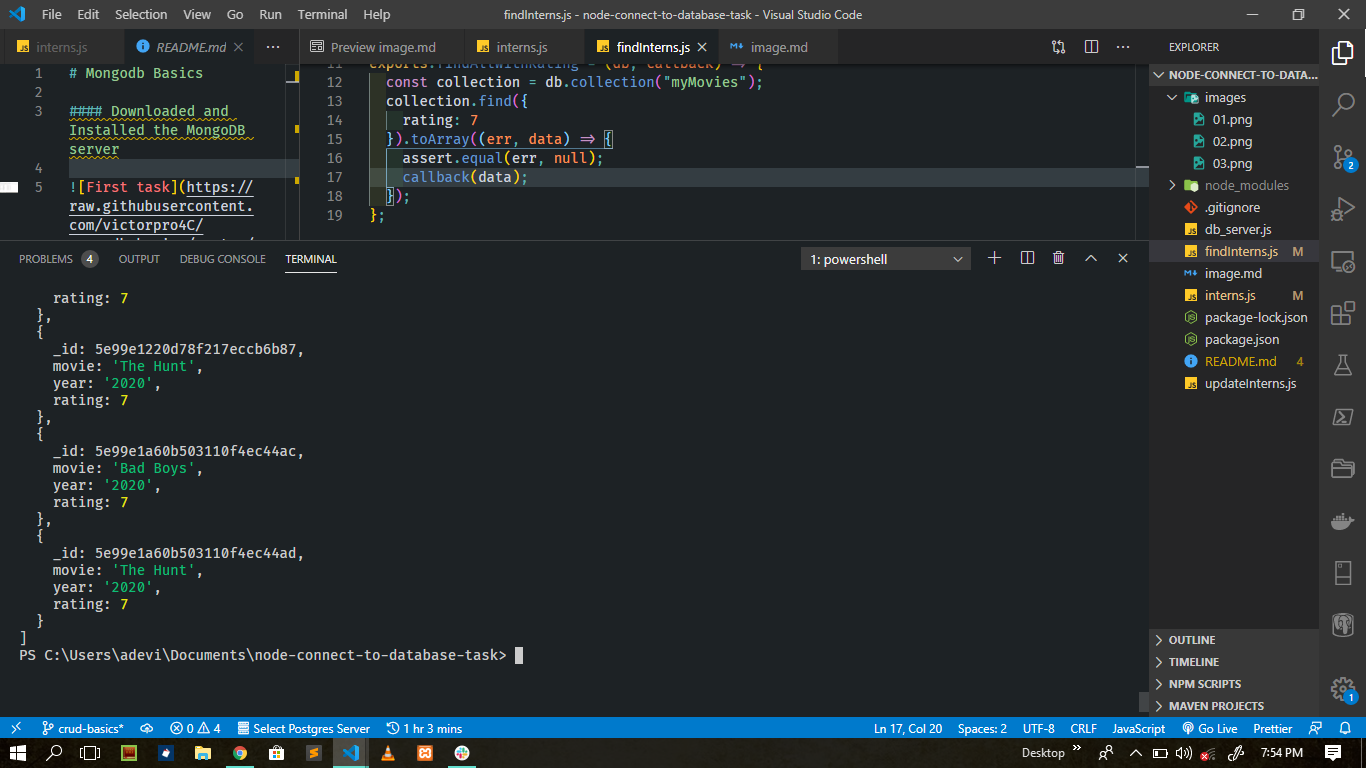 File Edit Selection View Go Run Terminal Help
findInterns.js - node-connect-to-database-task - Visual Studio Code
interns.js
README.md
Preview image.md
interns.js
findInterns.js
image.md
EXPLORER
1 # Mongodb Basics
2
3 #### Downloaded and
Installed the MongoDB
server
4
5 ![First task](https://
raw.githubusercontent.
com/victorpro4C/
12 const collection = db.collection("myMovies");
13 collection.find({
14 rating: 7
15 }).toArray((err, data) => {
16 assert.equal(err, null);
17 callback(data);
18 });
19 };
NODE-CONNECT-TO-DATA...
images
01.png
02.png
03.png
node_modules
.gitignore
db_server.js
findInterns.js M
image.md
interns.js M
package-lock.json
package.json
README.md 4
updateInterns.js
OUTLINE
TIMELINE
NPM SCRIPTS
MAVEN PROJECTS
2
1
PROBLEMS 4 OUTPUT DEBUG CONSOLE TERMINAL
1: powershell
rating: 7
},
{
_id: 5e99e1220d78f217eccb6b87,
movie: 'The Hunt',
year: '2020',
rating: 7
},
{
_id: 5e99e1a60b503110f4ec44ac,
movie: 'Bad Boys',
year: '2020',
rating: 7
},
{
_id: 5e99e1a60b503110f4ec44ad,
movie: 'The Hunt',
year: '2020',
rating: 7
}
]
PS C:\Users\adevi\Documents\node-connect-to-database-task>
crud-basics* 0 4 Select Postgres Server 1 hr 3 mins
Ln 17, Col 20 Spaces: 2 UTF-8 CRLF JavaScript Go Live Prettier
Desktop 7:54 PM